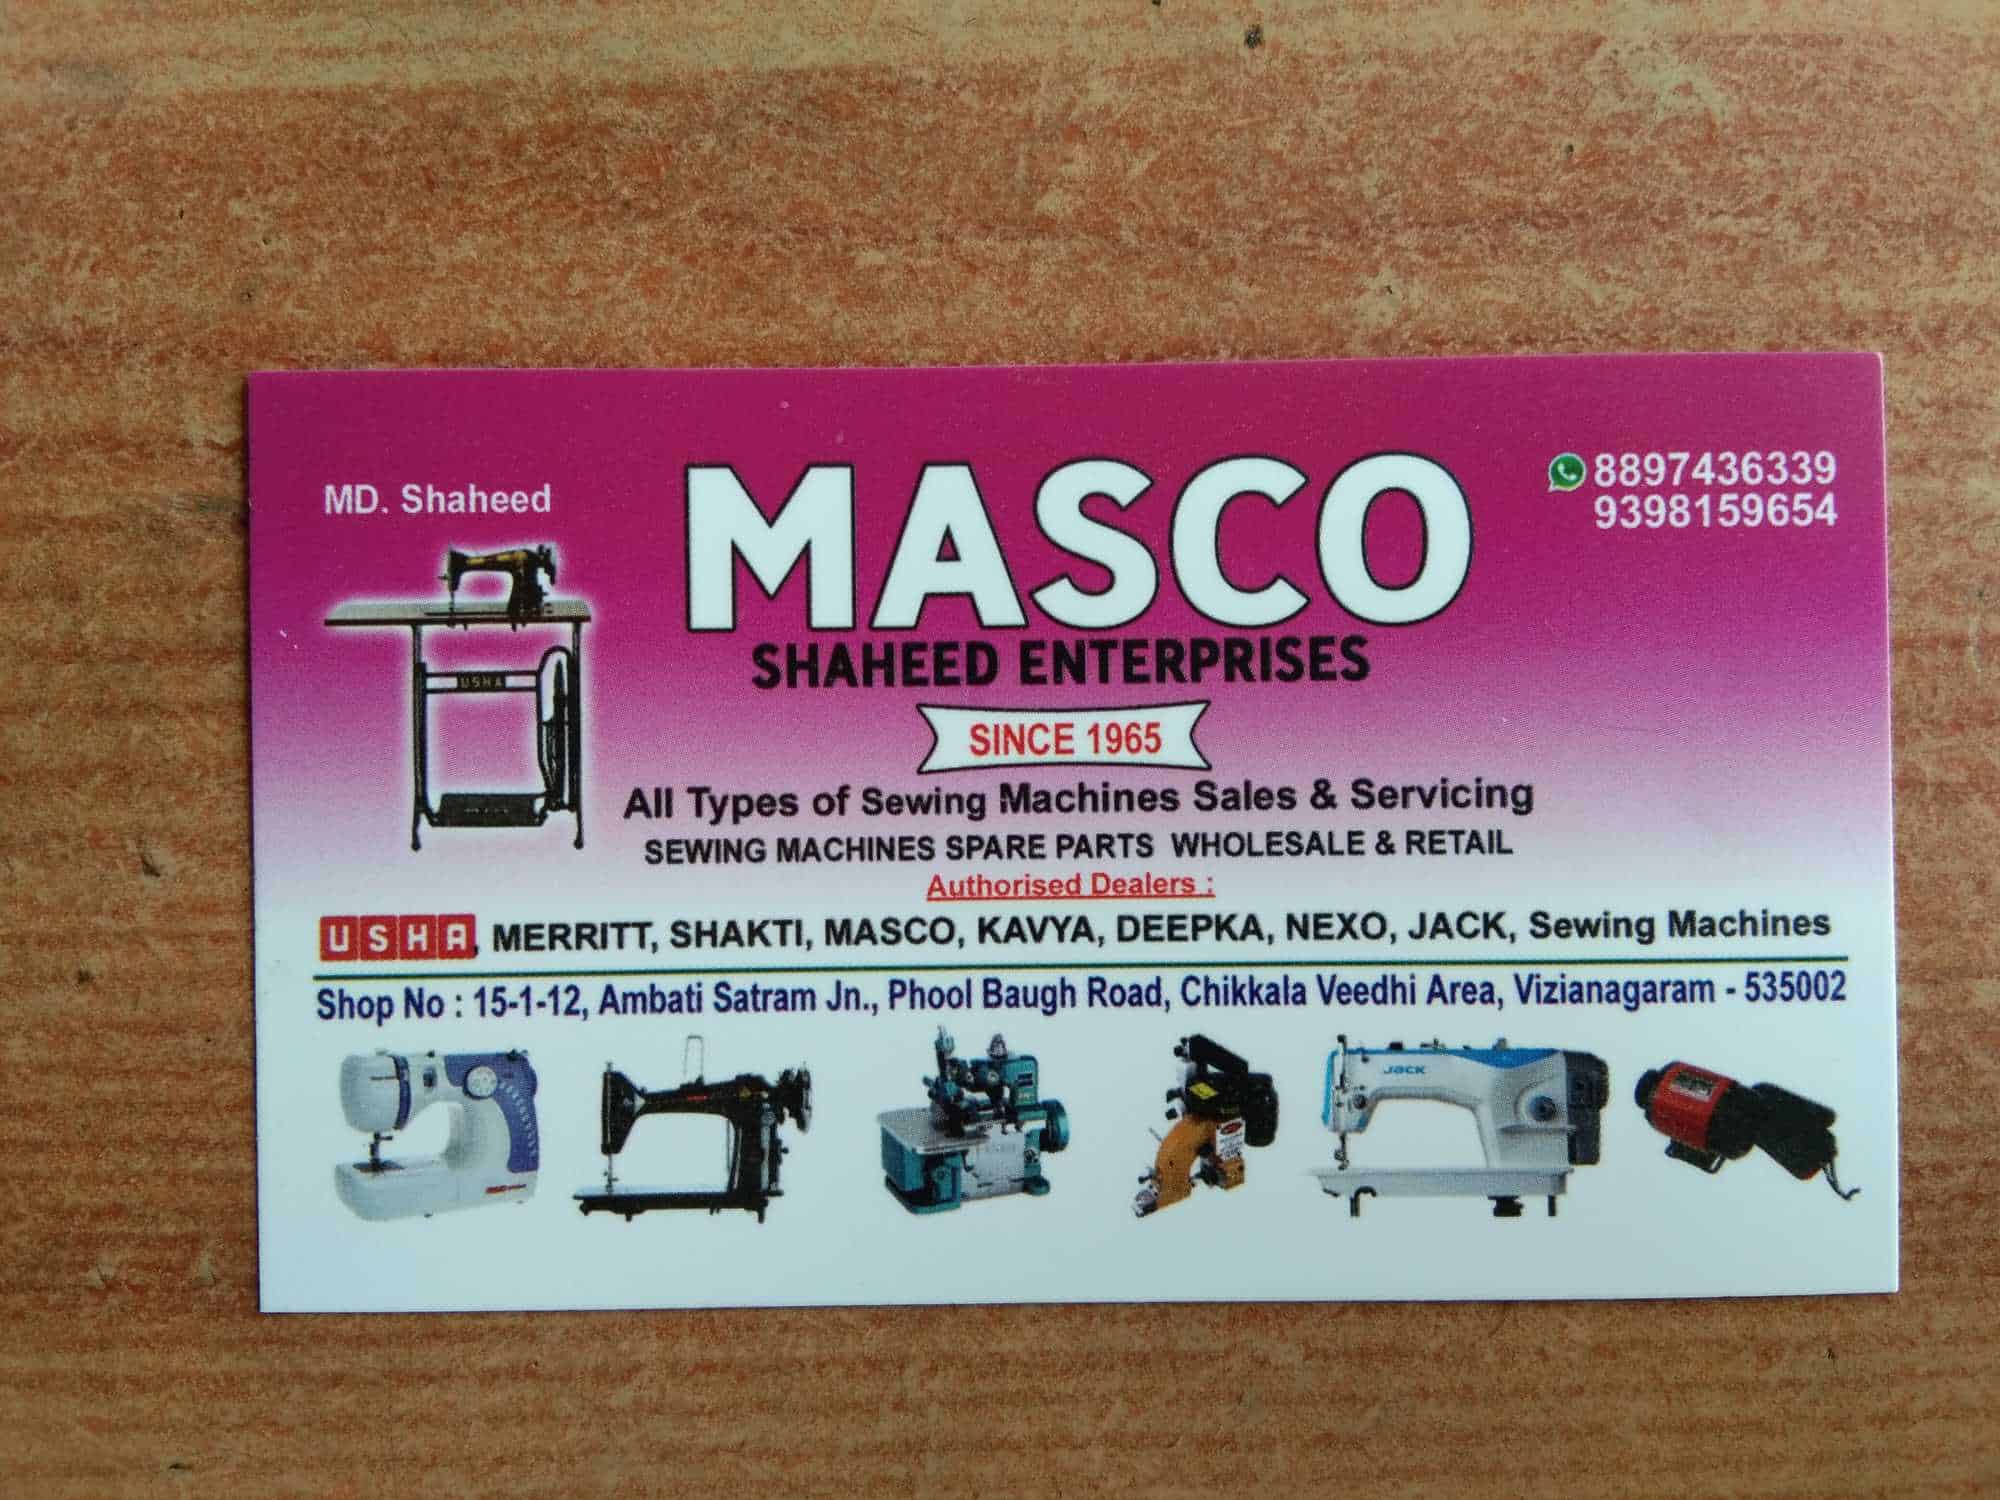 MD. Shaheed
MASCO
8897436339
9398159654
SHAHEED ENTERPRISES
SINCE 1965
USHA
All Types of Sewing Machines Sales & Servicing
SEWING MACHINES SPARE PARTS WHOLESALE & RETAIL
Authorised Dealers :
USHA, MERRITT, SHAKTI, MASCO, KAVYA, DEEPKA, NEXO, JACK, Sewing Machines
Shop No : 15-1-12, Ambati Satram Jn., Phool Baugh Road, Chikkala Veedhi Area, Vizianagaram - 535002
JACK